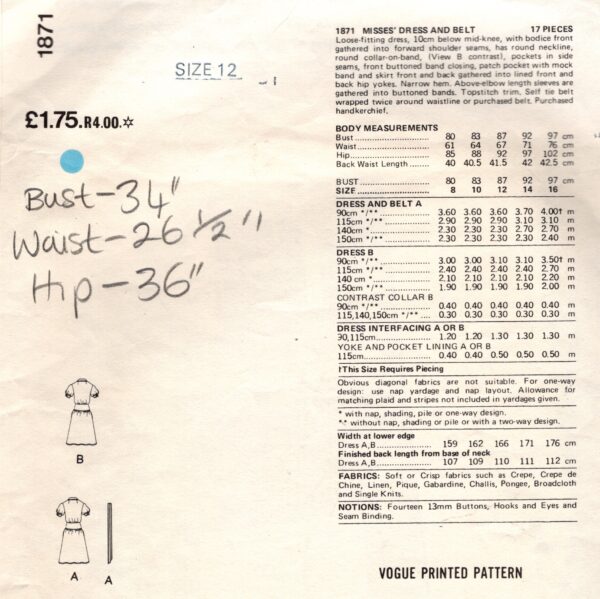 1871
SIZE 12
£1.75.R4.00.✲
Bust-34"
Waist-26 1/2"
Hip-36"
B
A A
1871 MISSES' DRESS AND BELT 17 PIECES
Loose-fitting dress, 10cm below mid-knee, with bodice front
gathered into forward shoulder seams, has round neckline,
round collar-on-band, (View B contrast), pockets in side
seams, front buttoned band closing, patch pocket with mock
band and skirt front and back gathered into lined front and
back hip yokes. Narrow hem. Above-elbow length sleeves are
gathered into buttoned bands. Topstitch trim. Self tie belt
wrapped twice around waistline or purchased belt. Purchased
handkerchief.
BODY MEASUREMENTS
Bust 80 83 87 92 97 cm
Waist 61 64 67 71 76 cm
Hip 85 88 92 97 102 cm
Back Waist Length 40 40.5 41.5 42 42.5 cm
BUST 80 83 87 92 97 cm
SIZE 8 10 12 14 16
DRESS AND BELT A
90cm */** 3.60 3.60 3.60 3.70 4.00† m
115cm */** 2.90 2.90 2.90 3.10 3.10 m
140cm * 2.30 2.30 2.30 2.70 2.70 m
150cm */** 2.30 2.30 2.30 2.30 2.40 m
DRESS B
90cm */** 3.00 3.00 3.10 3.10 3.50† m
115cm */** 2.40 2.40 2.40 2.40 2.70 m
140 cm * 2.10 2.10 2.10 2.20 2.20 m
150cm */** 1.90 1.90 1.90 1.90 2.00 m
CONTRAST COLLAR B
90cm */** 0.40 0.40 0.40 0.40 0.40 m
115,140,150cm */** 0.30 0.30 0.30 0.30 0.30 m
DRESS INTERFACING A OR B
90,115cm 1.20 1.20 1.30 1.30 1.30 m
YOKE AND POCKET LINING A OR B
115cm 0.40 0.40 0.50 0.50 0.50 m
†This Size Requires Piecing
Obvious diagonal fabrics are not suitable. For one-way
design: use nap yardage and nap layout. Allowance for
matching plaid and stripes not included in yardages given.
* with nap, shading, pile or one-way design.
** without nap, shading or pile or with a two-way design.
Width at lower edge
Dress A,B 159 162 166 171 176 cm
Finished back length from base of neck
Dress A,B 107 109 110 111 112 cm
FABRICS: Soft or Crisp fabrics such as Crepe, Crepe de
Chine, Linen, Pique, Gabardine, Challis, Pongee, Broadcloth
and Single Knits.
NOTIONS: Fourteen 13mm Buttons, Hooks and Eyes and
Seam Binding.
VOGUE PRINTED PATTERN